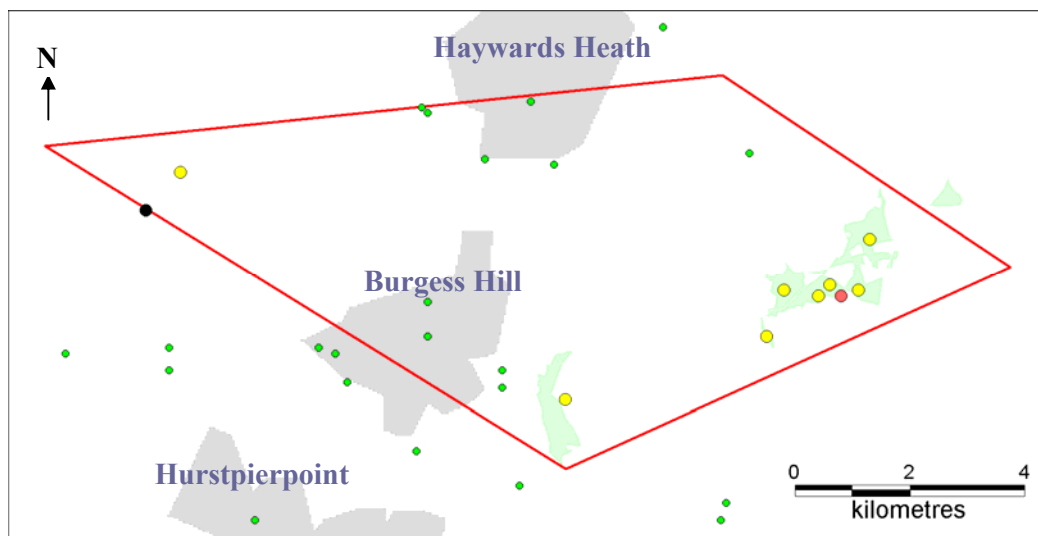 Haywards Heath
N
Burgess Hill
Hurstpierpoint
0 2 4
kilometres